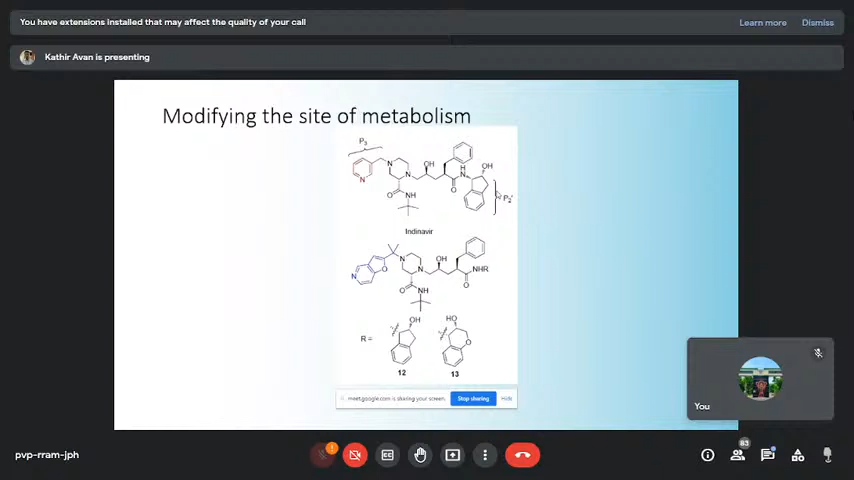 You have extensions installed that may affect the quality of your call
Learn more
Dismiss
Kathir Avan is presenting
Modifying the site of metabolism
P3
OH
H
N
OH
N
N
N
O
O
NH
P2'
Indinavir
OH
N
N
O
N
NHR
O
O
NH
R =
OH
HO
O
12
13
meet.google.com is sharing your screen.
Stop sharing
Hide
You
pvp-rram-jph
83